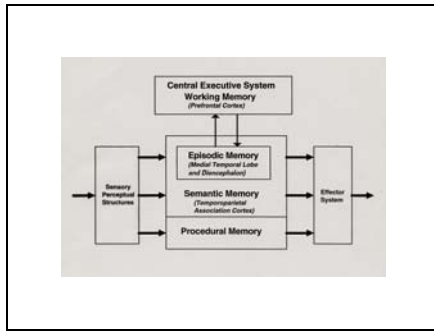 Central Executive System
Working Memory
(Prefrontal Cortex)
Episodic Memory
(Medial Temporal Lobe
and Diencephalon)
Sensory
Perceptual
Structures
Semantic Memory
(Temporoparietal
Association Cortex)
Effector
System
Procedural Memory